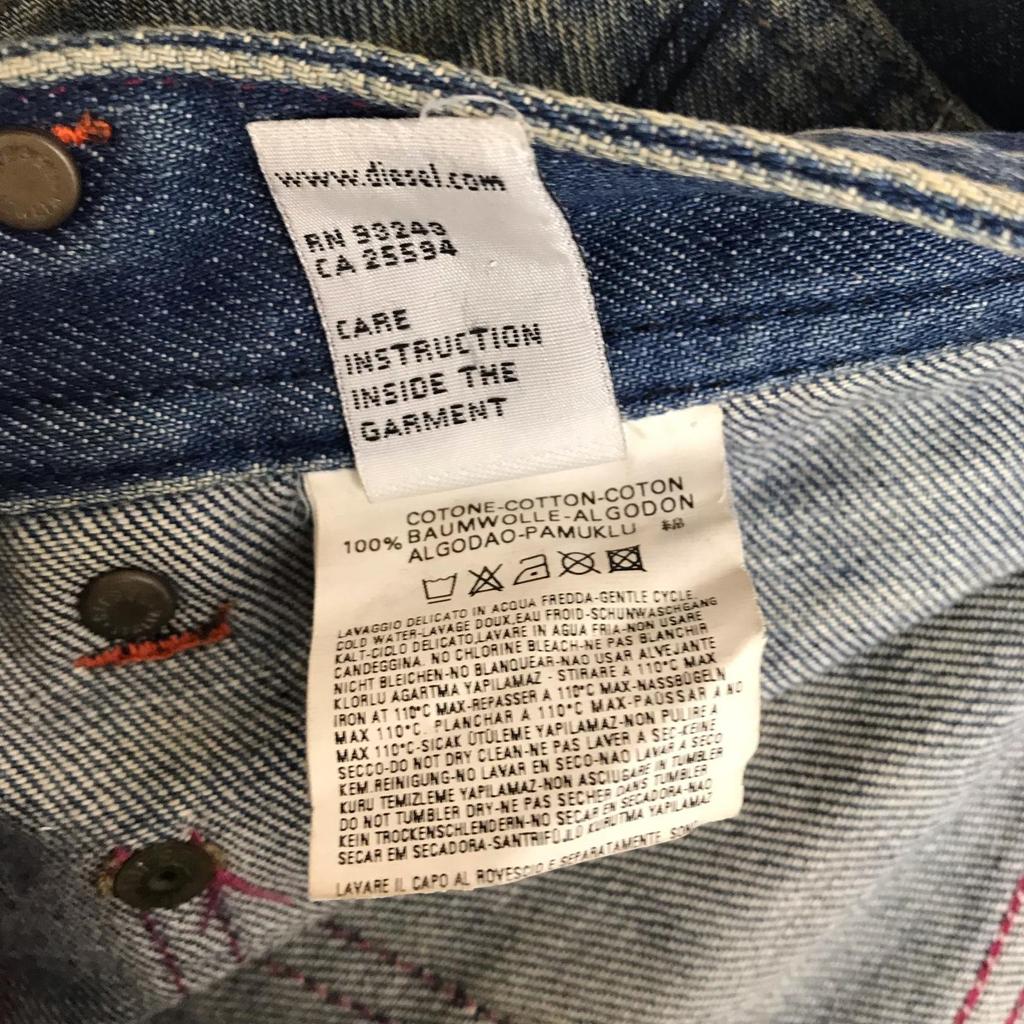 www.diesel.com
RN 93243
CA 25594
CARE
INSTRUCTION
INSIDE THE
GARMENT
COTONE-COTTON-COTON
100% BAUMWOLLE-ALGODON
ALGODAO-PAMUKLU
LAVAGGIO DELICATO IN ACQUA FREDDA-GENTLE CYCLE,
COLD WATER-LAVAGE DOUX,EAU FROID-SCHUNWASCHGANG
KALT-CICLO DELICATO,LAVARE IN AGUA FRIA-NON USARE
CANDEGGINA. NO CHLORINE BLEACH-NE PAS BLANCHIR
NICHT BLEICHEN-NO BLANQUEAR-NAO USAR ALVEJANTE
KLORLU AGARTMA YAPILAMAZ - STIRARE A 110°C MAX
IRON AT 110°C MAX-REPASSER A 110°C MAX-NASSBÜGELN
MAX 110°C. PLANCHAR A 110°C MAX-PAÚSSAR A NO
MAX 110°C-SICAK ÜTÜLEME YAPILAMAZ-NON PULIRE A
SECCO-DO NOT DRY CLEAN-NE PAS LAVER A SEC-KEINE
KEM.REINIGUNG-NO LAVAR EN SECO-NAO LAVAR A SECO
KURU TEMIZLEME YAPILAMAZ-NON ASCIUGARE IN TUMBLER
DO NOT TUMBLER DRY-NE PAS SECHER DANS TUMBLER
KEIN TROCKENSCHLENDERN-NO SECAR EN SECADORA-NAO
SECAR EM SECADORA-SANTRIFÜJLÜ KURUTMA YAPILAMAZ
LAVARE IL CAPO AL ROVESCIO E SEPARATAMENTE.